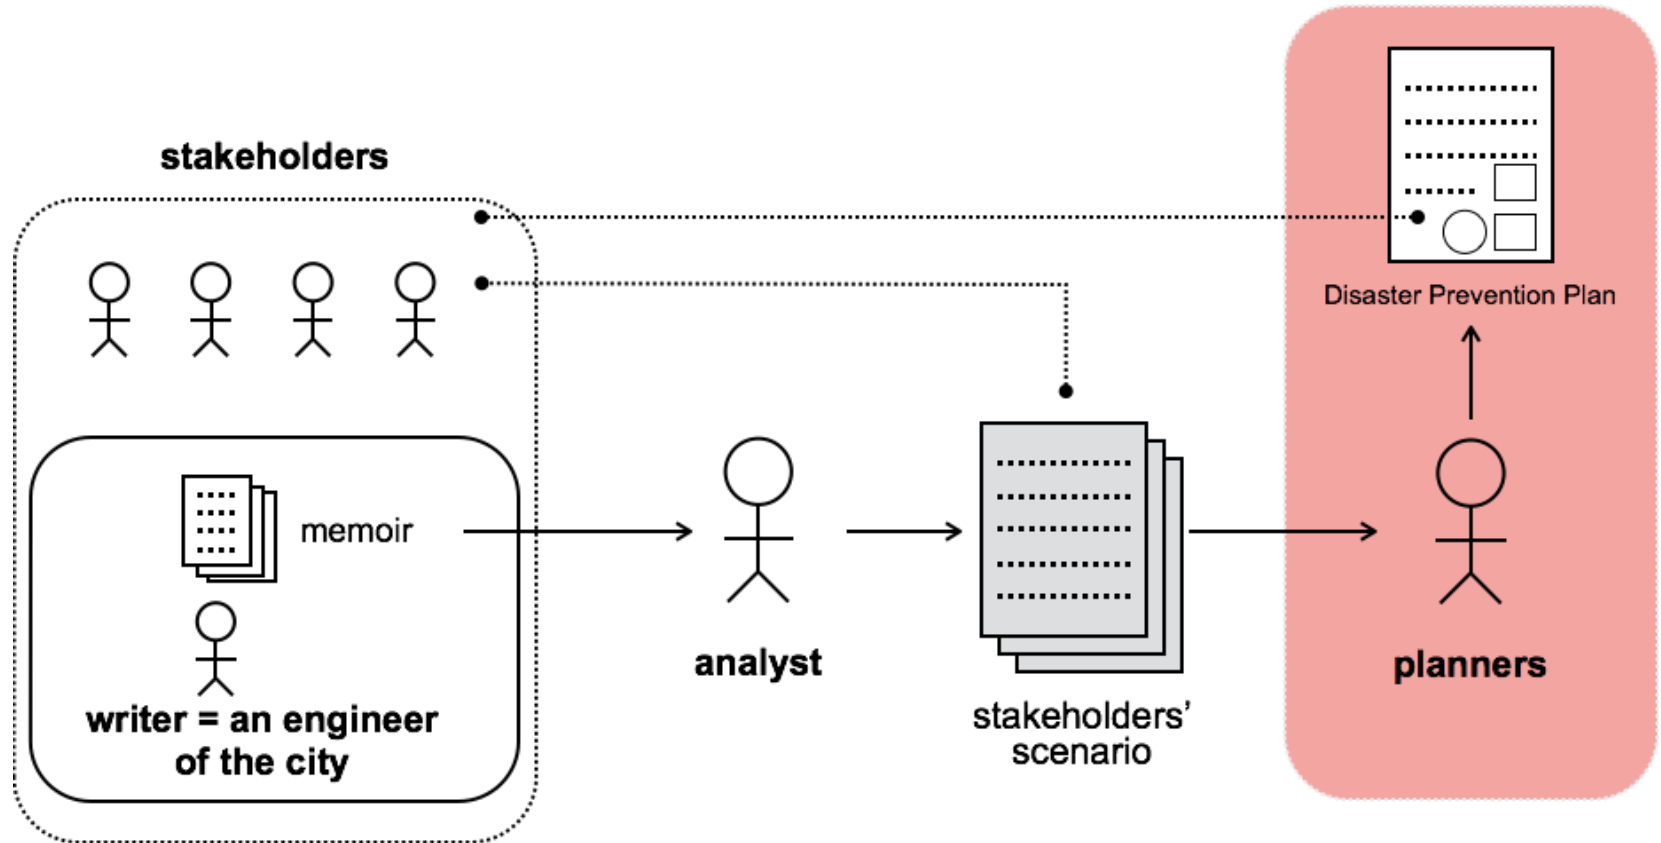 stakeholders
memoir
writer = an engineer
of the city
analyst
stakeholders’
scenario
Disaster Prevention Plan
planners